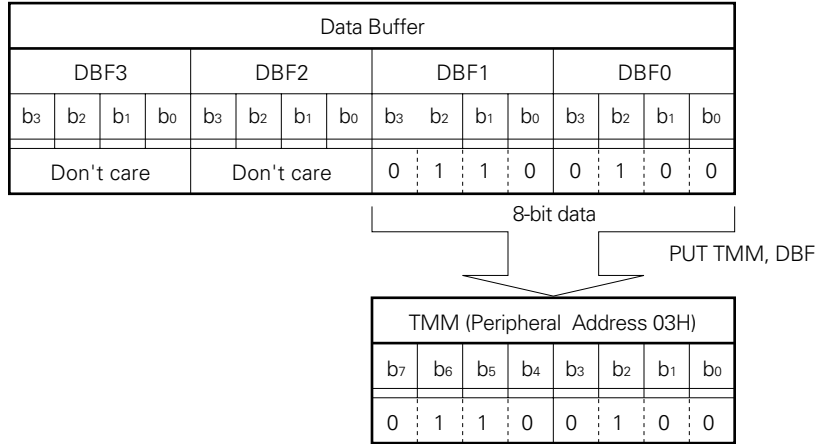 Data Buffer
DBF3 DBF2 DBF1 DBF0
b3 b2 b1 b0 b3 b2 b1 b0 b3 b2 b1 b0 b3 b2 b1 b0
Don't care Don't care 0 1 1 0 0 1 0 0
8-bit data
PUT TMM, DBF
TMM (Peripheral Address 03H)
b7 b6 b5 b4 b3 b2 b1 b0
0 1 1 0 0 1 0 0